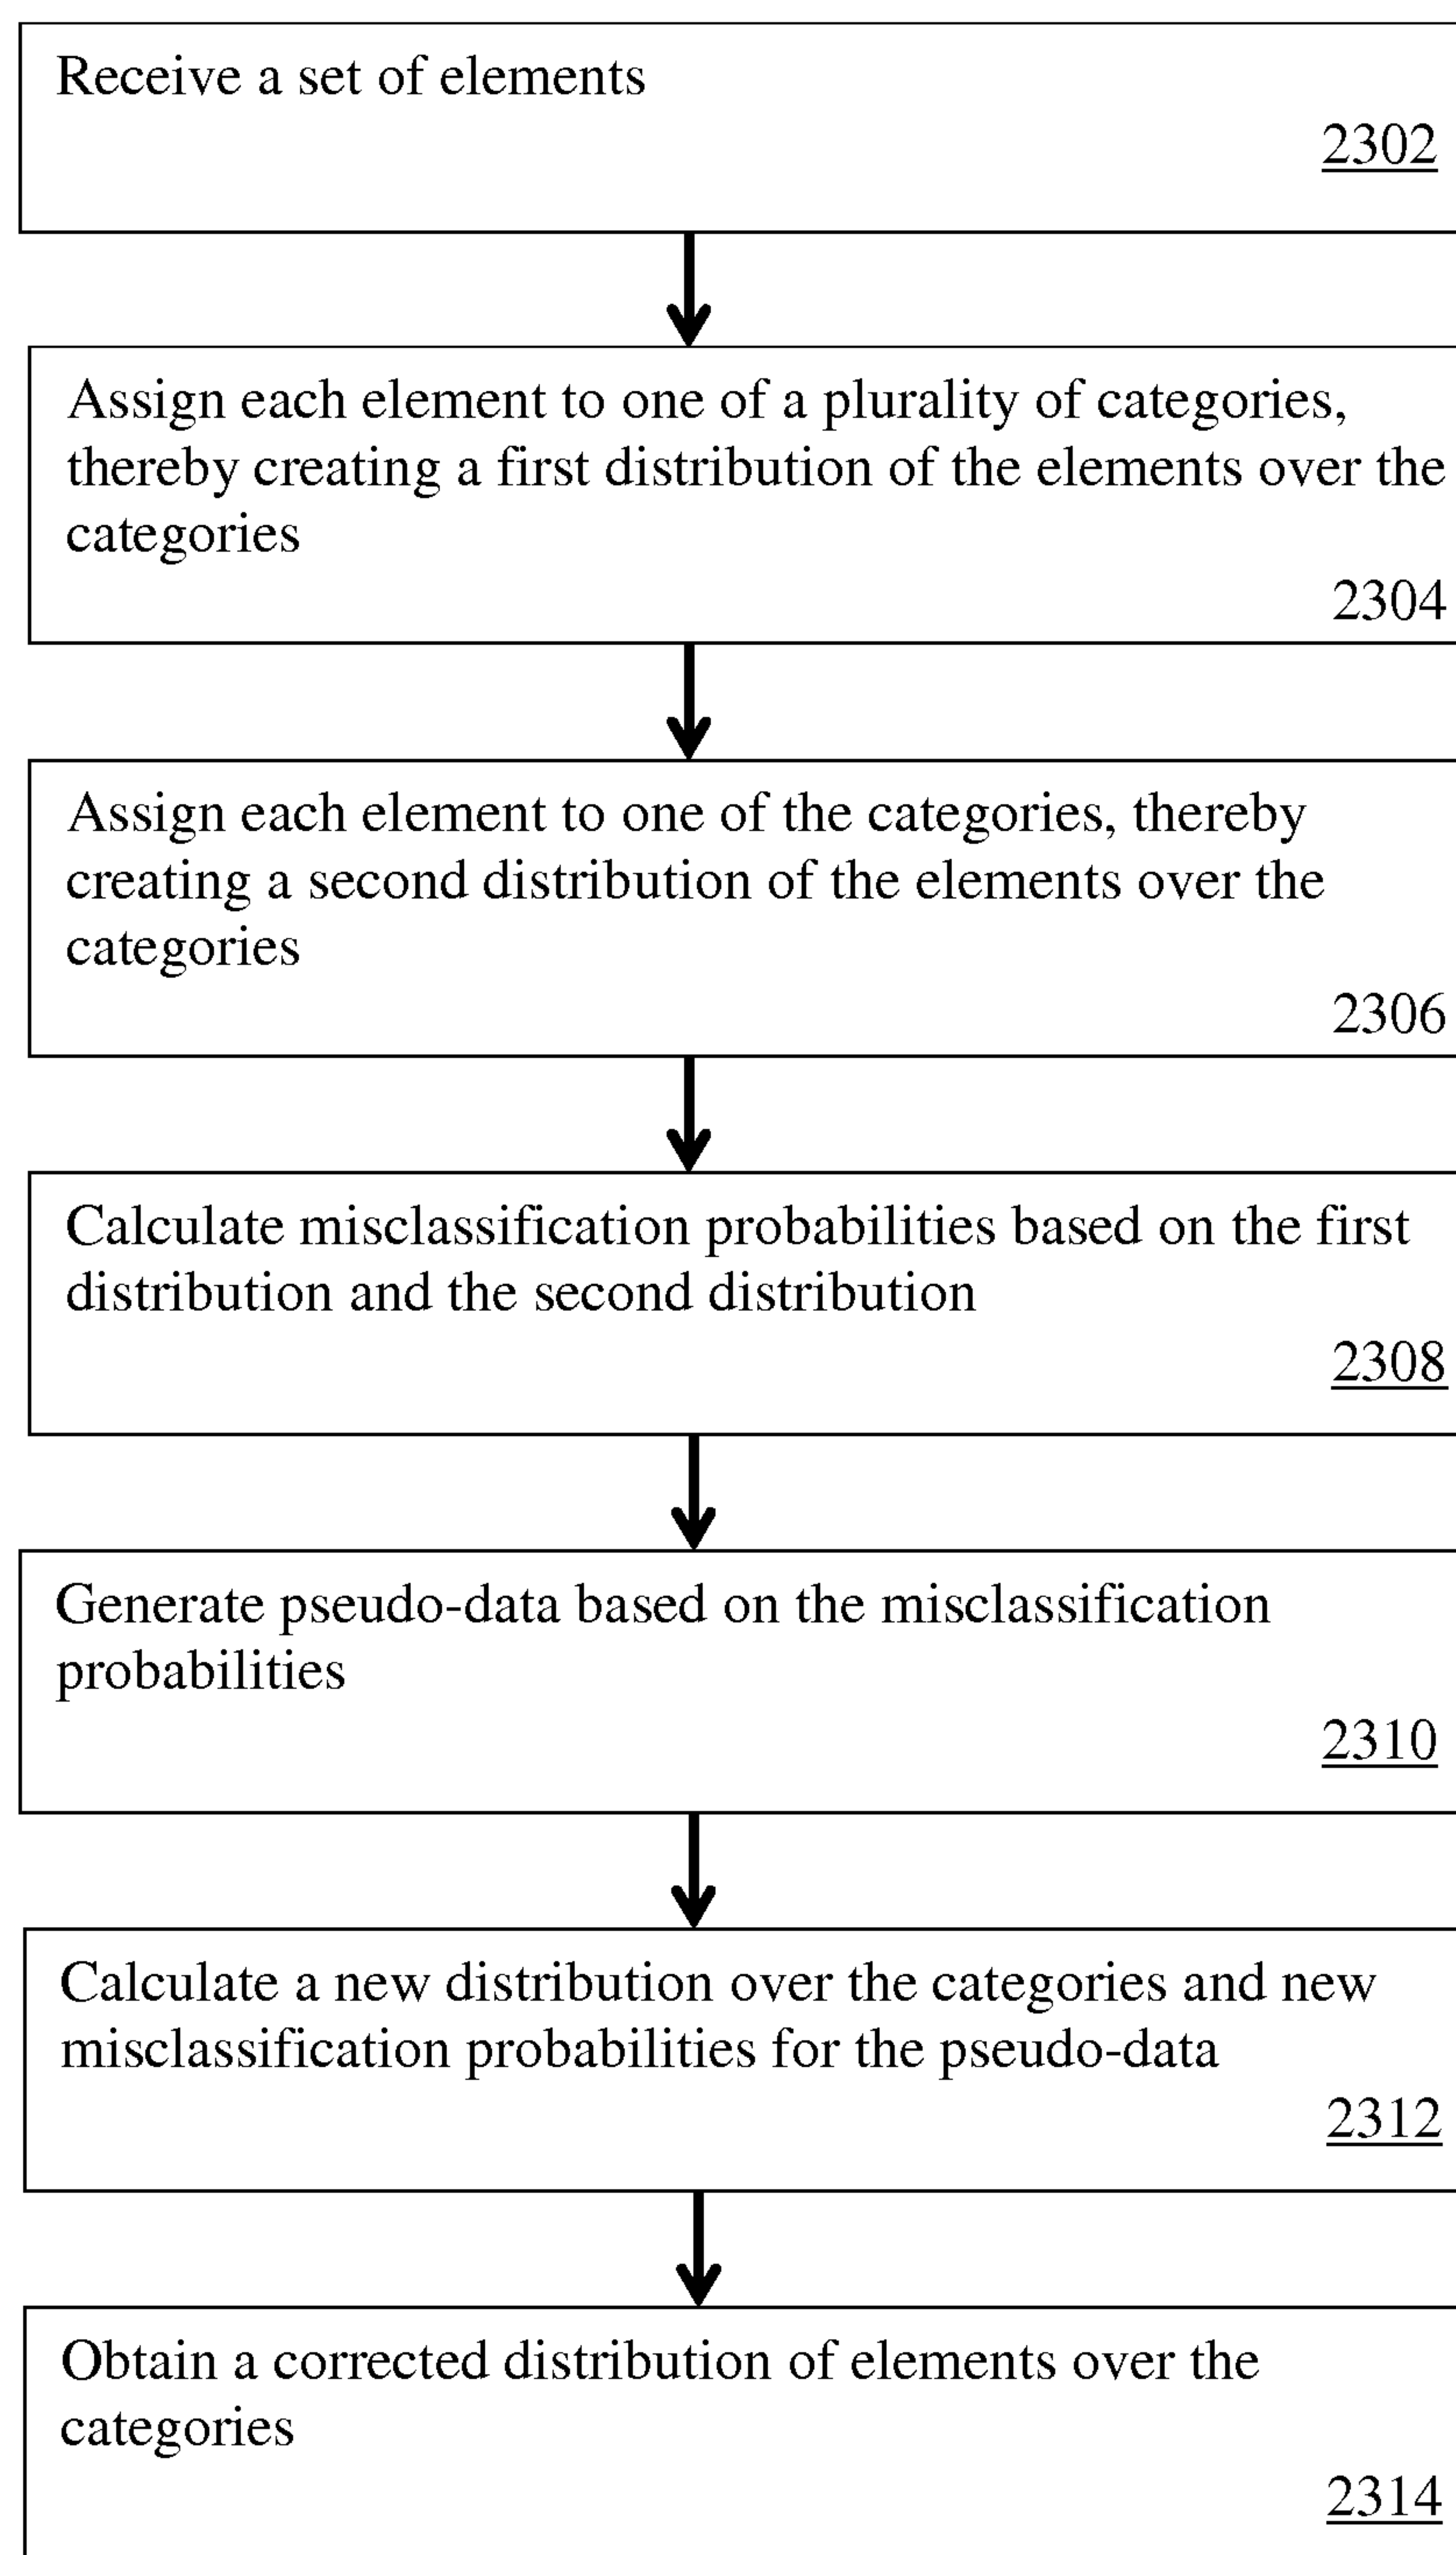 Receive a set of elements
2302
Assign each element to one of a plurality of categories,
thereby creating a first distribution of the elements over the
categories
2304
Assign each element to one of the categories, thereby
creating a second distribution of the elements over the
categories
2306
Calculate misclassification probabilities based on the first
distribution and the second distribution
2308
Generate pseudo-data based on the misclassification
probabilities
2310
Calculate a new distribution over the categories and new
misclassification probabilities for the pseudo-data
2312
Obtain a corrected distribution of elements over the
categories
2314